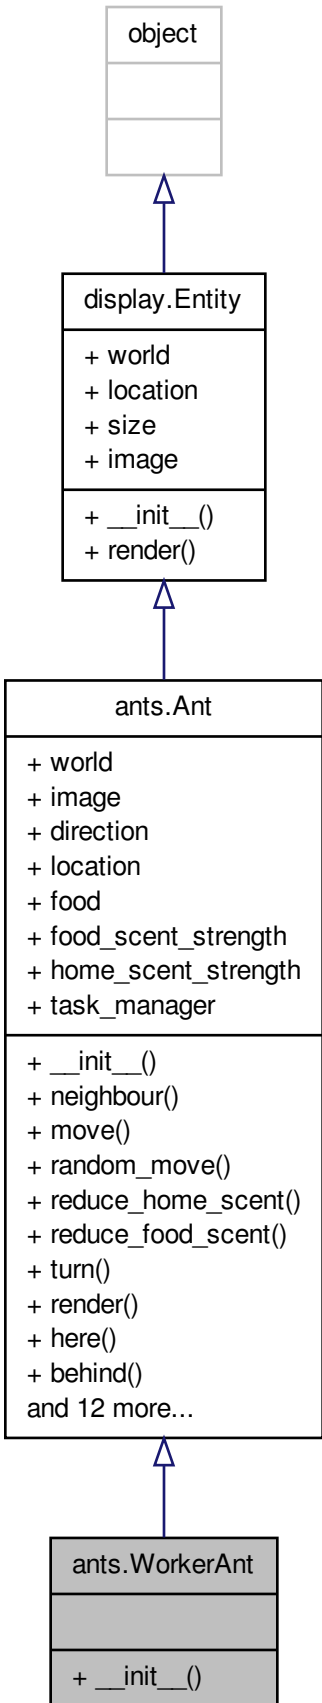 object
display.Entity
+ world
+ location
+ size
+ image
+ __init__()
+ render()
ants.Ant
+ world
+ image
+ direction
+ location
+ food
+ food_scent_strength
+ home_scent_strength
+ task_manager
+ __init__()
+ neighbour()
+ move()
+ random_move()
+ reduce_home_scent()
+ reduce_food_scent()
+ turn()
+ render()
+ here()
+ behind()
and 12 more...
ants.WorkerAnt
+ __init__()